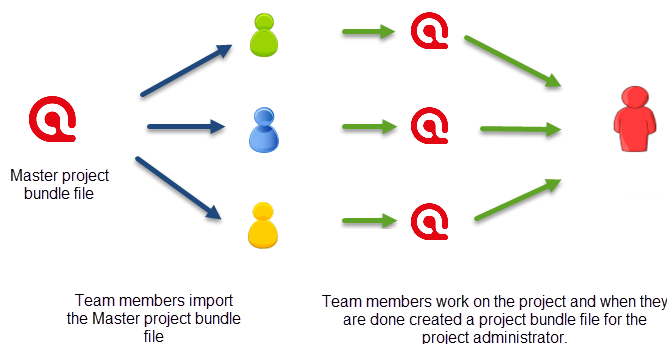 Master project
bundle file
Team members import
the Master project bundle
file
Team members work on the project and when they
are done created a project bundle file for the
project administrator.